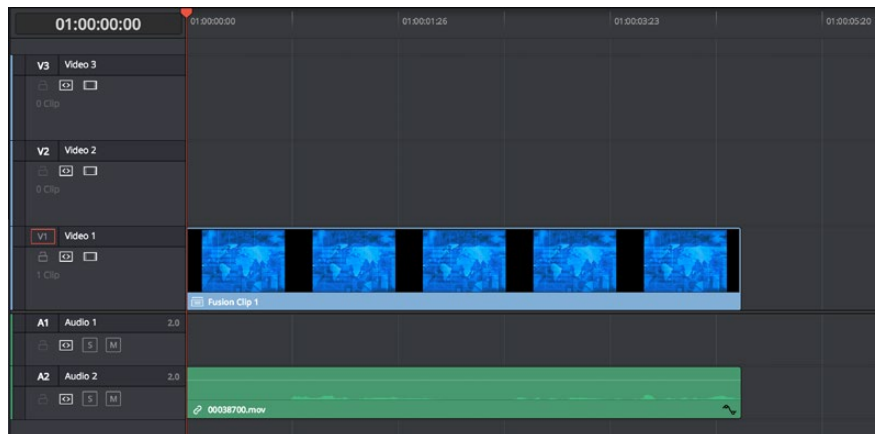 01:00:00:00
01:00:00:00 01:00:01:26 01:00:03:23 01:00:05:20
V3 Video 3
0 Clip
V2 Video 2
0 Clip
V1 Video 1
1 Clip
Fusion Clip 1
A1 Audio 1 2.0
S M
A2 Audio 2 2.0
S M
00038700.mov